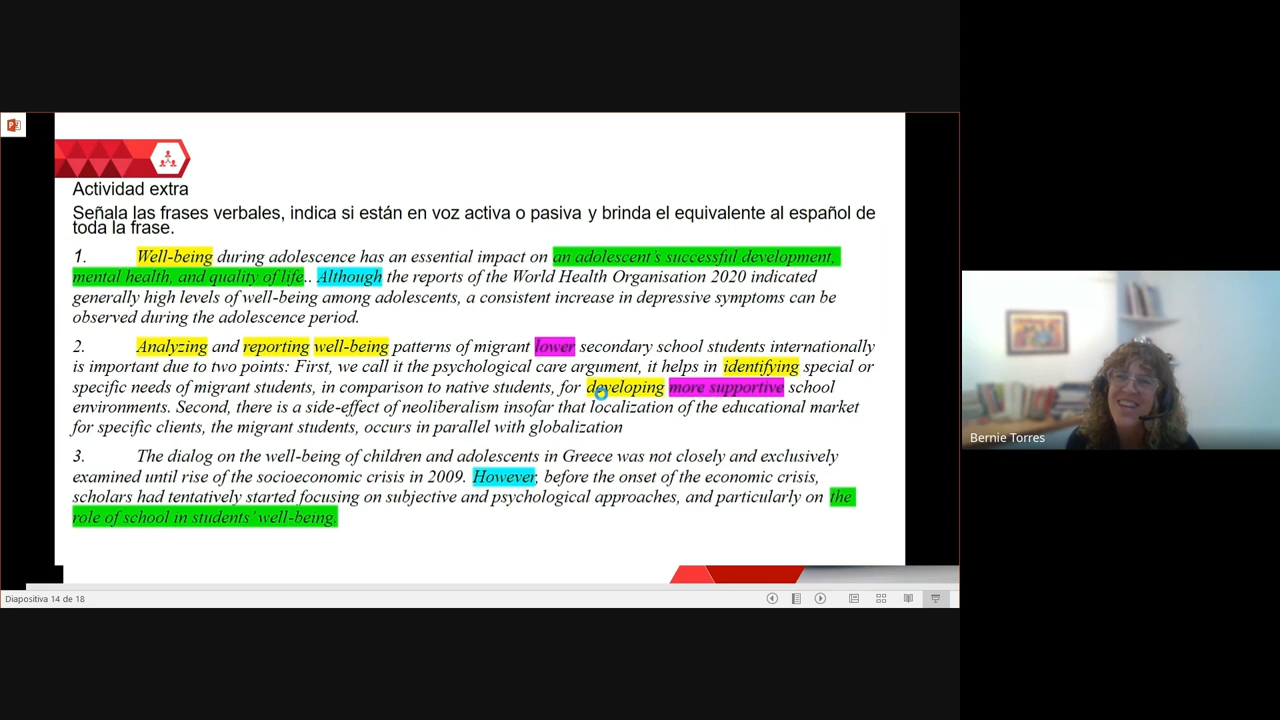 Actividad extra
Señala las frases verbales, indica si están en voz activa o pasiva y brinda el equivalente al español de
toda la frase.
1. Well-being during adolescence has an essential impact on an adolescent's successful development,
mental health, and quality of life.. Although the reports of the World Health Organisation 2020 indicated
generally high levels of well-being among adolescents, a consistent increase in depressive symptoms can be
observed during the adolescence period.
2. Analyzing and reporting well-being patterns of migrant lower secondary school students internationally
is important due to two points: First, we call it the psychological care argument, it helps in identifying special or
specific needs of migrant students, in comparison to native students, for developing more supportive school
environments. Second, there is a side-effect of neoliberalism insofar that localization of the educational market
for specific clients, the migrant students, occurs in parallel with globalization
3. The dialog on the well-being of children and adolescents in Greece was not closely and exclusively
examined until rise of the socioeconomic crisis in 2009. However, before the onset of the economic crisis,
scholars had tentatively started focusing on subjective and psychological approaches, and particularly on the
role of school in students' well-being.
Bernie Torres
Diapositiva 14 de 18